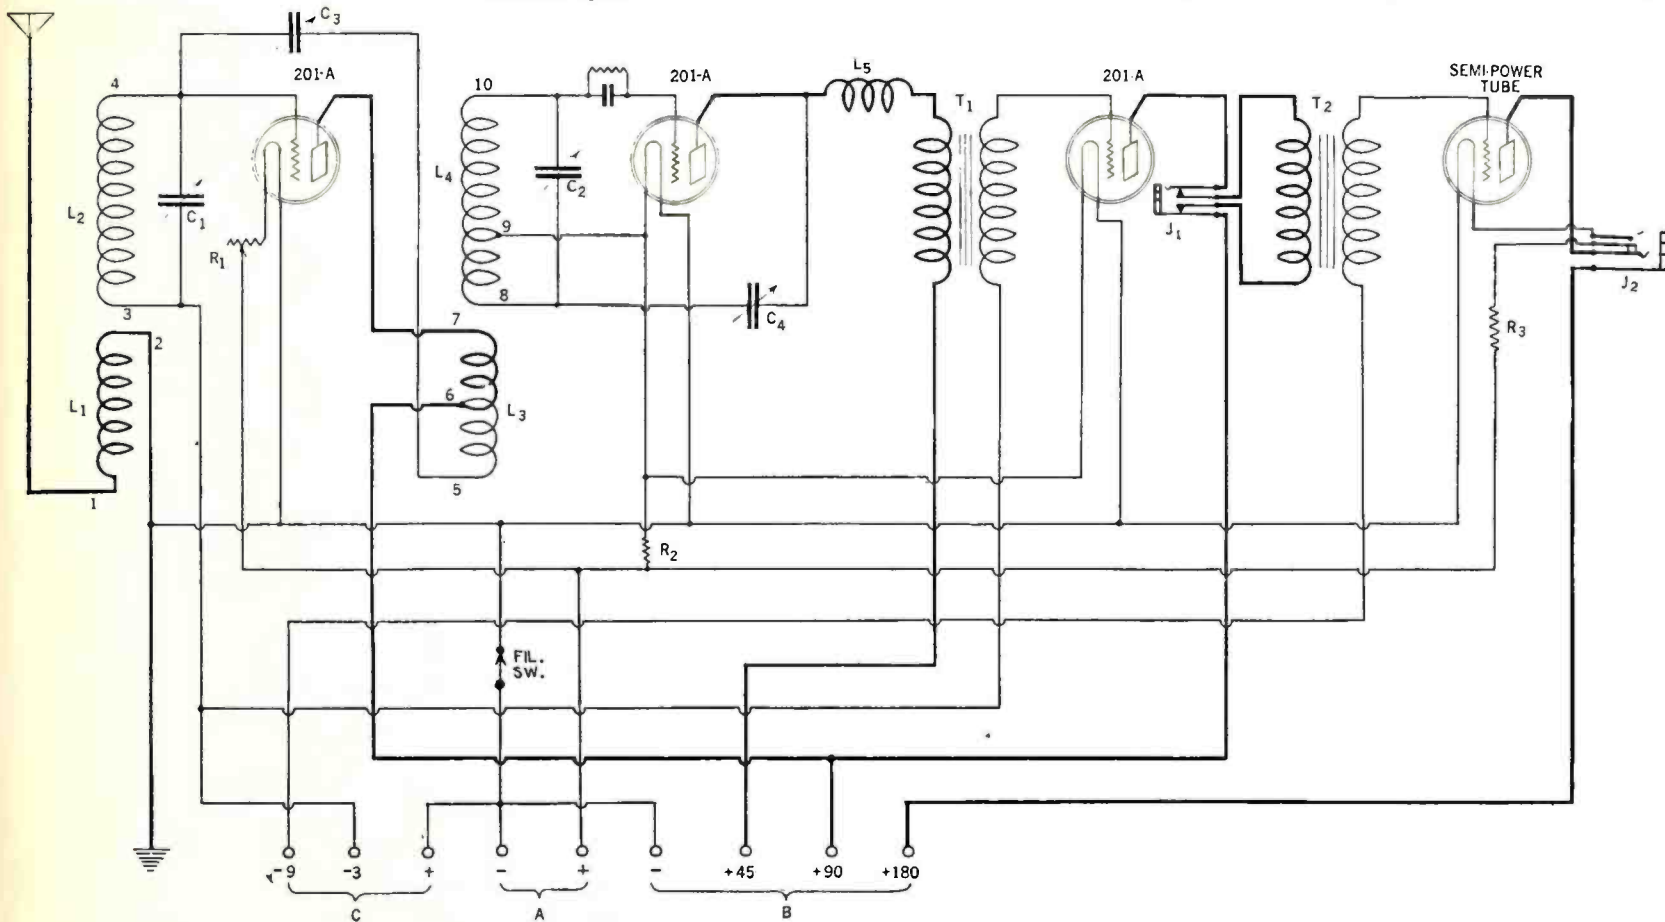 C3
4
201-A
10
201-A
L5
201-A
SEMI-POWER
TUBE
T1
T2
L4
C2
L2
C1
9
R1
J1
J2
3
8
C4
7
R3
2
L1
6
L3
1
5
R2
FIL.
SW.
-9
-3
+
-
+
-
+45
+90
+180
C
A
B